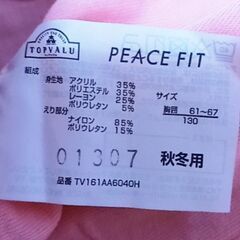 TOPVALU
PEACE FIT
組成
身生地 アクリル 35%
ポリエステル 35%
レーヨン 25%
ポリウレタン 5%
えり部分
ナイロン 85%
ポリウレタン 15%
サイズ
胸囲 61~67
130
01307
秋冬用
品番 TV161AA6040H